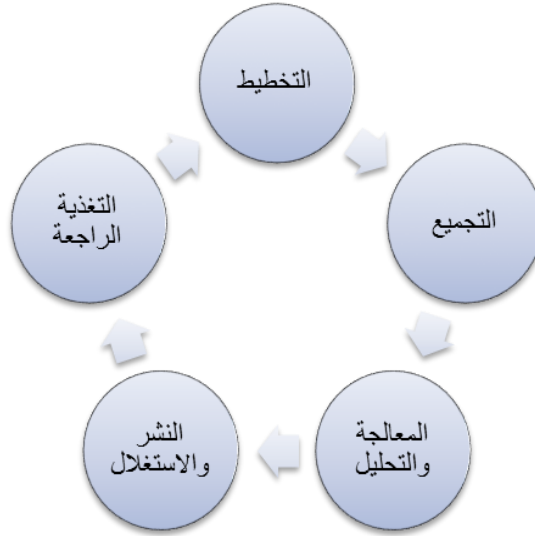 التخطيط
التجميع
المعالجة
والتحليل
النشر
والاستغلال
التغذية
الراجعة